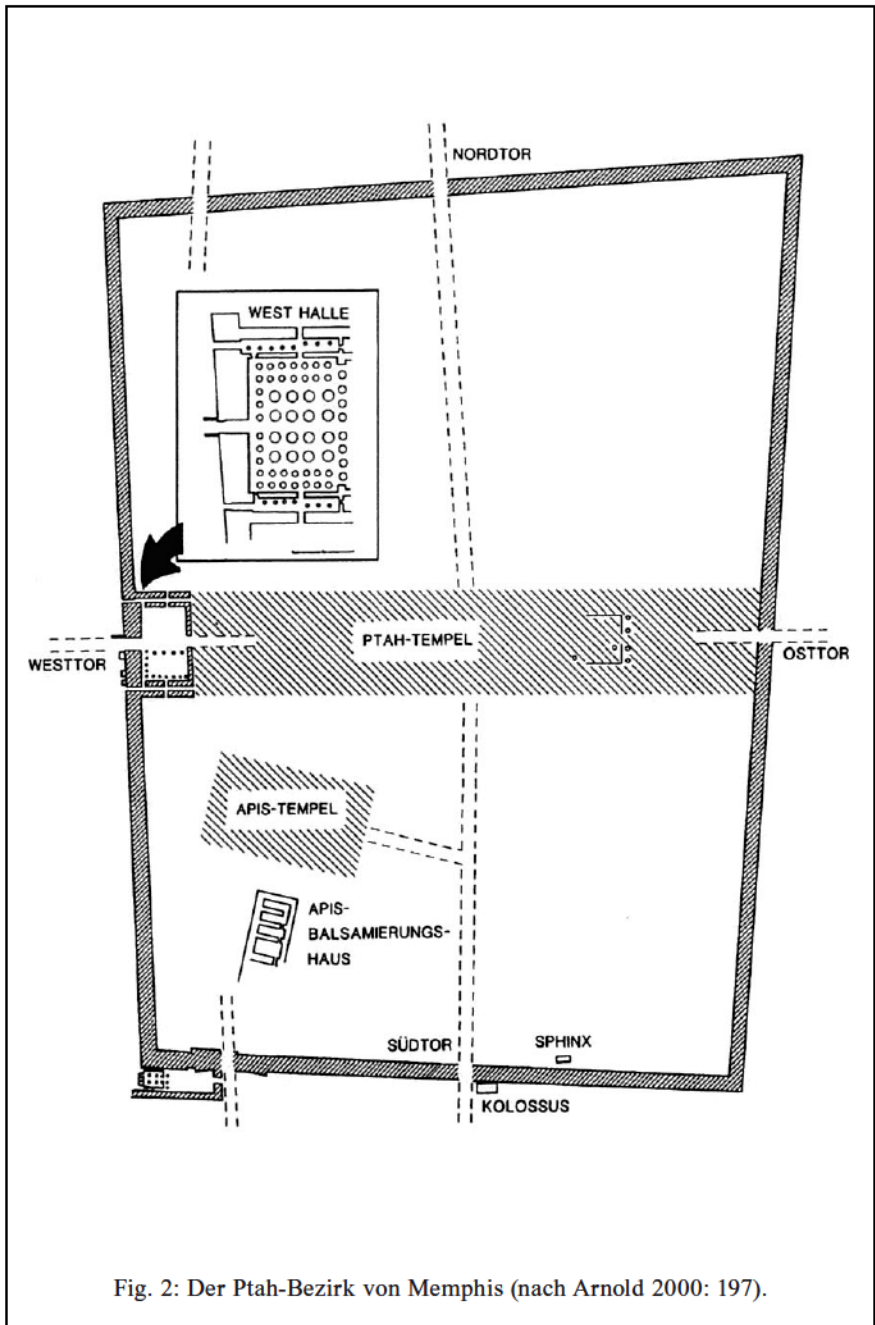 NORDTOR
WEST HALLE
PTAH-TEMPEL
WESTTOR
OSTTOR
APIS-TEMPEL
APIS-
BALSAMIERUNGS-
HAUS
SÜDTOR
SPHINX
KOLOSSUS
Fig. 2: Der Ptah-Bezirk von Memphis (nach Arnold 2000: 197).